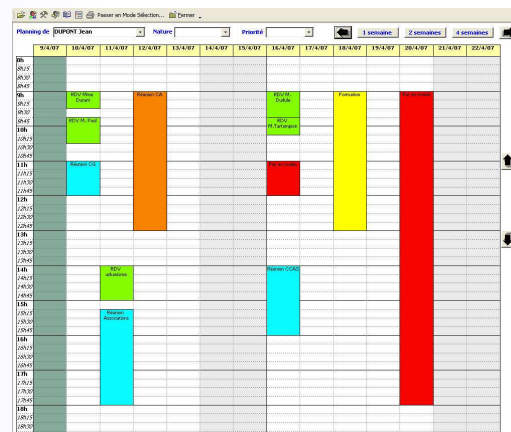 Passer en Mode Sélection... Fermer
Planning de DUPONT Jean Nature Priorité 1 semaine 2 semaines 4 semaines
9/4/07 10/4/07 11/4/07 12/4/07 13/4/07 14/4/07 15/4/07 16/4/07 17/4/07 18/4/07 19/4/07 20/4/07 21/4/07 22/4/07
8h
8h15
8h30
8h45
9h RDV Mme Durant Réunion CA RDV M. Dudule Formation
9h15
9h30
9h45 RDV M. Paul RDV M.Tartampion
10h
10h15
10h30
10h45
11h Réunion CG
11h15
11h30
11h45
12h
12h15
12h30
12h45
13h
13h15
13h30
13h45
14h RDV urbanisme Réunion CCAS
14h15
14h30
14h45
15h
15h15 Réunion Associations
15h30
15h45
16h
16h15
16h30
16h45
17h
17h15
17h30
17h45
18h
18h15
18h30